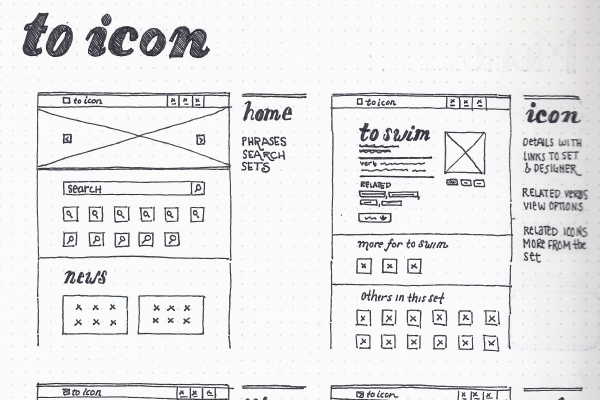 to icon
to icon
search
news
home
PHRASES
SEARCH
SETS
to icon
to swim
verb
RELATED
more for to swim
others in this set
icon
DETAILS WITH
LINKS TO SET
& DESIGNER
RELATED VERBS
VIEW OPTIONS
RELATED ICONS
MORE FROM the
set
to icon
to icon